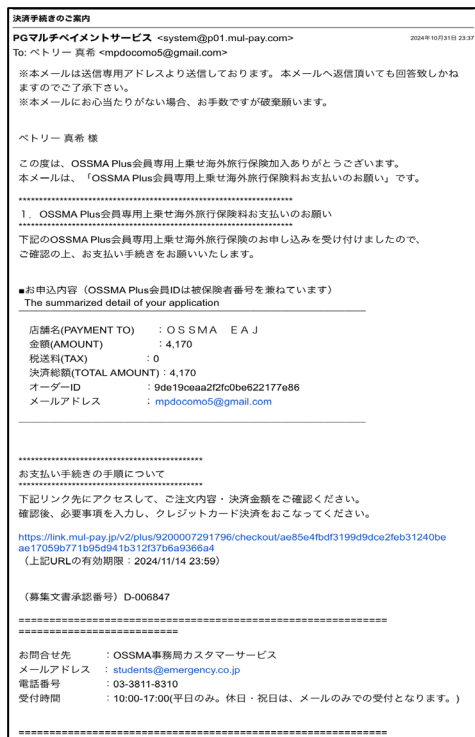 決済手続きのご案内
PGマルチペイメントサービス <system@p01.mul-pay.com>
2024年10月31日 23:37
To: ペトリー 真希 <mpdocomo5@gmail.com>
※本メールは送信専用アドレスより送信しております。 本メールへ返信頂いても回答致しかね
ますのでご了承下さい。
※本メールにお心当たりがない場合、お手数ですが破棄願います。
ペトリー 真希 様
この度は、OSSMA Plus会員専用上乗せ海外旅行保険加入ありがとうございます。
本メールは、「OSSMA Plus会員専用上乗せ海外旅行保険料お支払いのお願い」です。
****************************************************************
１．OSSMA Plus会員専用上乗せ海外旅行保険料お支払いのお願い
****************************************************************
下記のOSSMA Plus会員専用上乗せ海外旅行保険のお申し込みを受け付けましたので、
ご確認の上、お支払い手続きをお願いいたします。
■お申込内容（OSSMA Plus会員IDは被保険者番号を兼ねています）
The summarized detail of your application
店舗名(PAYMENT TO) ：ＯＳＳＭＡ ＥＡＪ
金額(AMOUNT) ：4,170
税送料(TAX) ：0
決済総額(TOTAL AMOUNT)：4,170
オーダーID ：9de19ceaa2f2fc0be622177e86
メールアドレス ：mpdocomo5@gmail.com
********************************************
お支払い手続きの手順について
********************************************
下記リンク先にアクセスして、ご注文内容・決済金額をご確認ください。
確認後、必要事項を入力し、クレジットカード決済をおこなってください。
https://link.mul-pay.jp/v2/plus/9200007291796/checkout/ae85e4fbdf3199d9dce2feb31240be
ae17059b771b95d941b312f37b6a9366a4
（上記URLの有効期限：2024/11/14 23:59）
（募集文書承認番号）D-006847
============================================================
==========================
お問合せ先 ：OSSMA事務局カスタマーサービス
メールアドレス ：students@emergency.co.jp
電話番号 ：03-3811-8310
受付時間 ：10:00-17:00(平日のみ。休日・祝日は、メールのみでの受付となります。)
============================================================